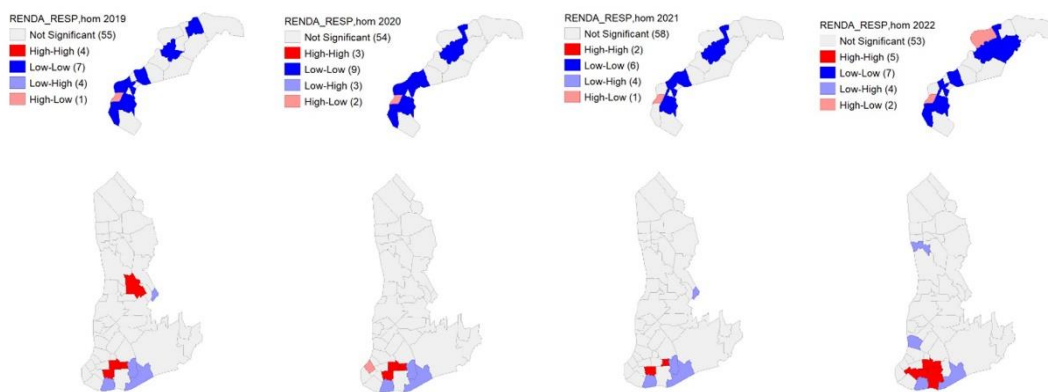 RENDA_RESP,hom 2019
Not Significant (55)
High-High (4)
Low-Low (7)
Low-High (4)
High-Low (1)
RENDA_RESP,hom 2020
Not Significant (54)
High-High (3)
Low-Low (9)
Low-High (3)
High-Low (2)
RENDA_RESP,hom 2021
Not Significant (58)
High-High (2)
Low-Low (6)
Low-High (4)
High-Low (1)
RENDA_RESP,hom 2022
Not Significant (53)
High-High (5)
Low-Low (7)
Low-High (4)
High-Low (2)